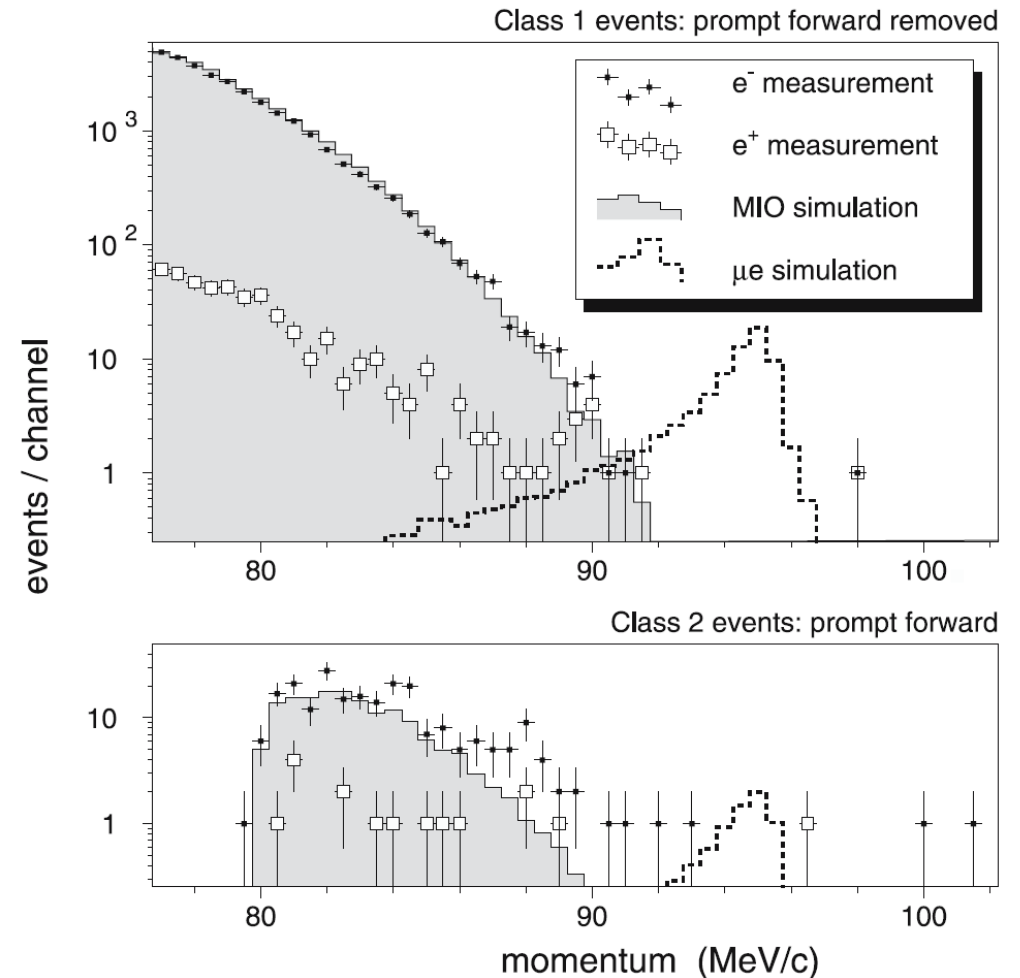 Class 1 events: prompt forward removed
e⁻ measurement
e⁺ measurement
MIO simulation
μe simulation
10³
10²
10
1
events / channel
80 90 100
Class 2 events: prompt forward
10
1
80 90 100
momentum (MeV/c)